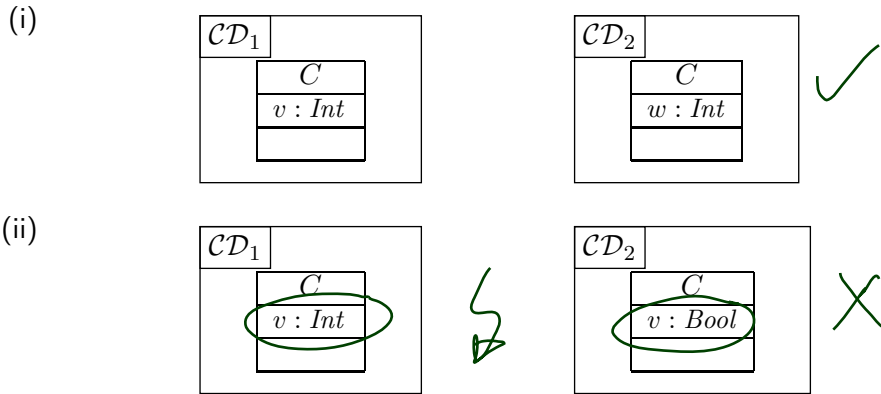 (i)
𝒞𝒟₁ 𝒞𝒟₂
C C
v : Int w : Int
(ii)
𝒞𝒟₁ 𝒞𝒟₂
C C
v : Int v : Bool